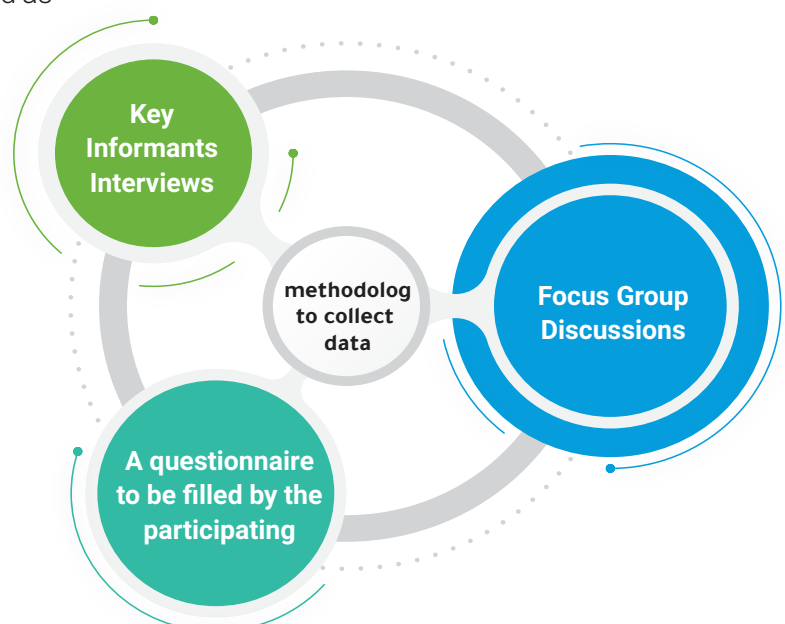 Key
Informants
Interviews
methodolog
to collect
data
Focus Group
Discussions
A questionnaire
to be filled by the
participating